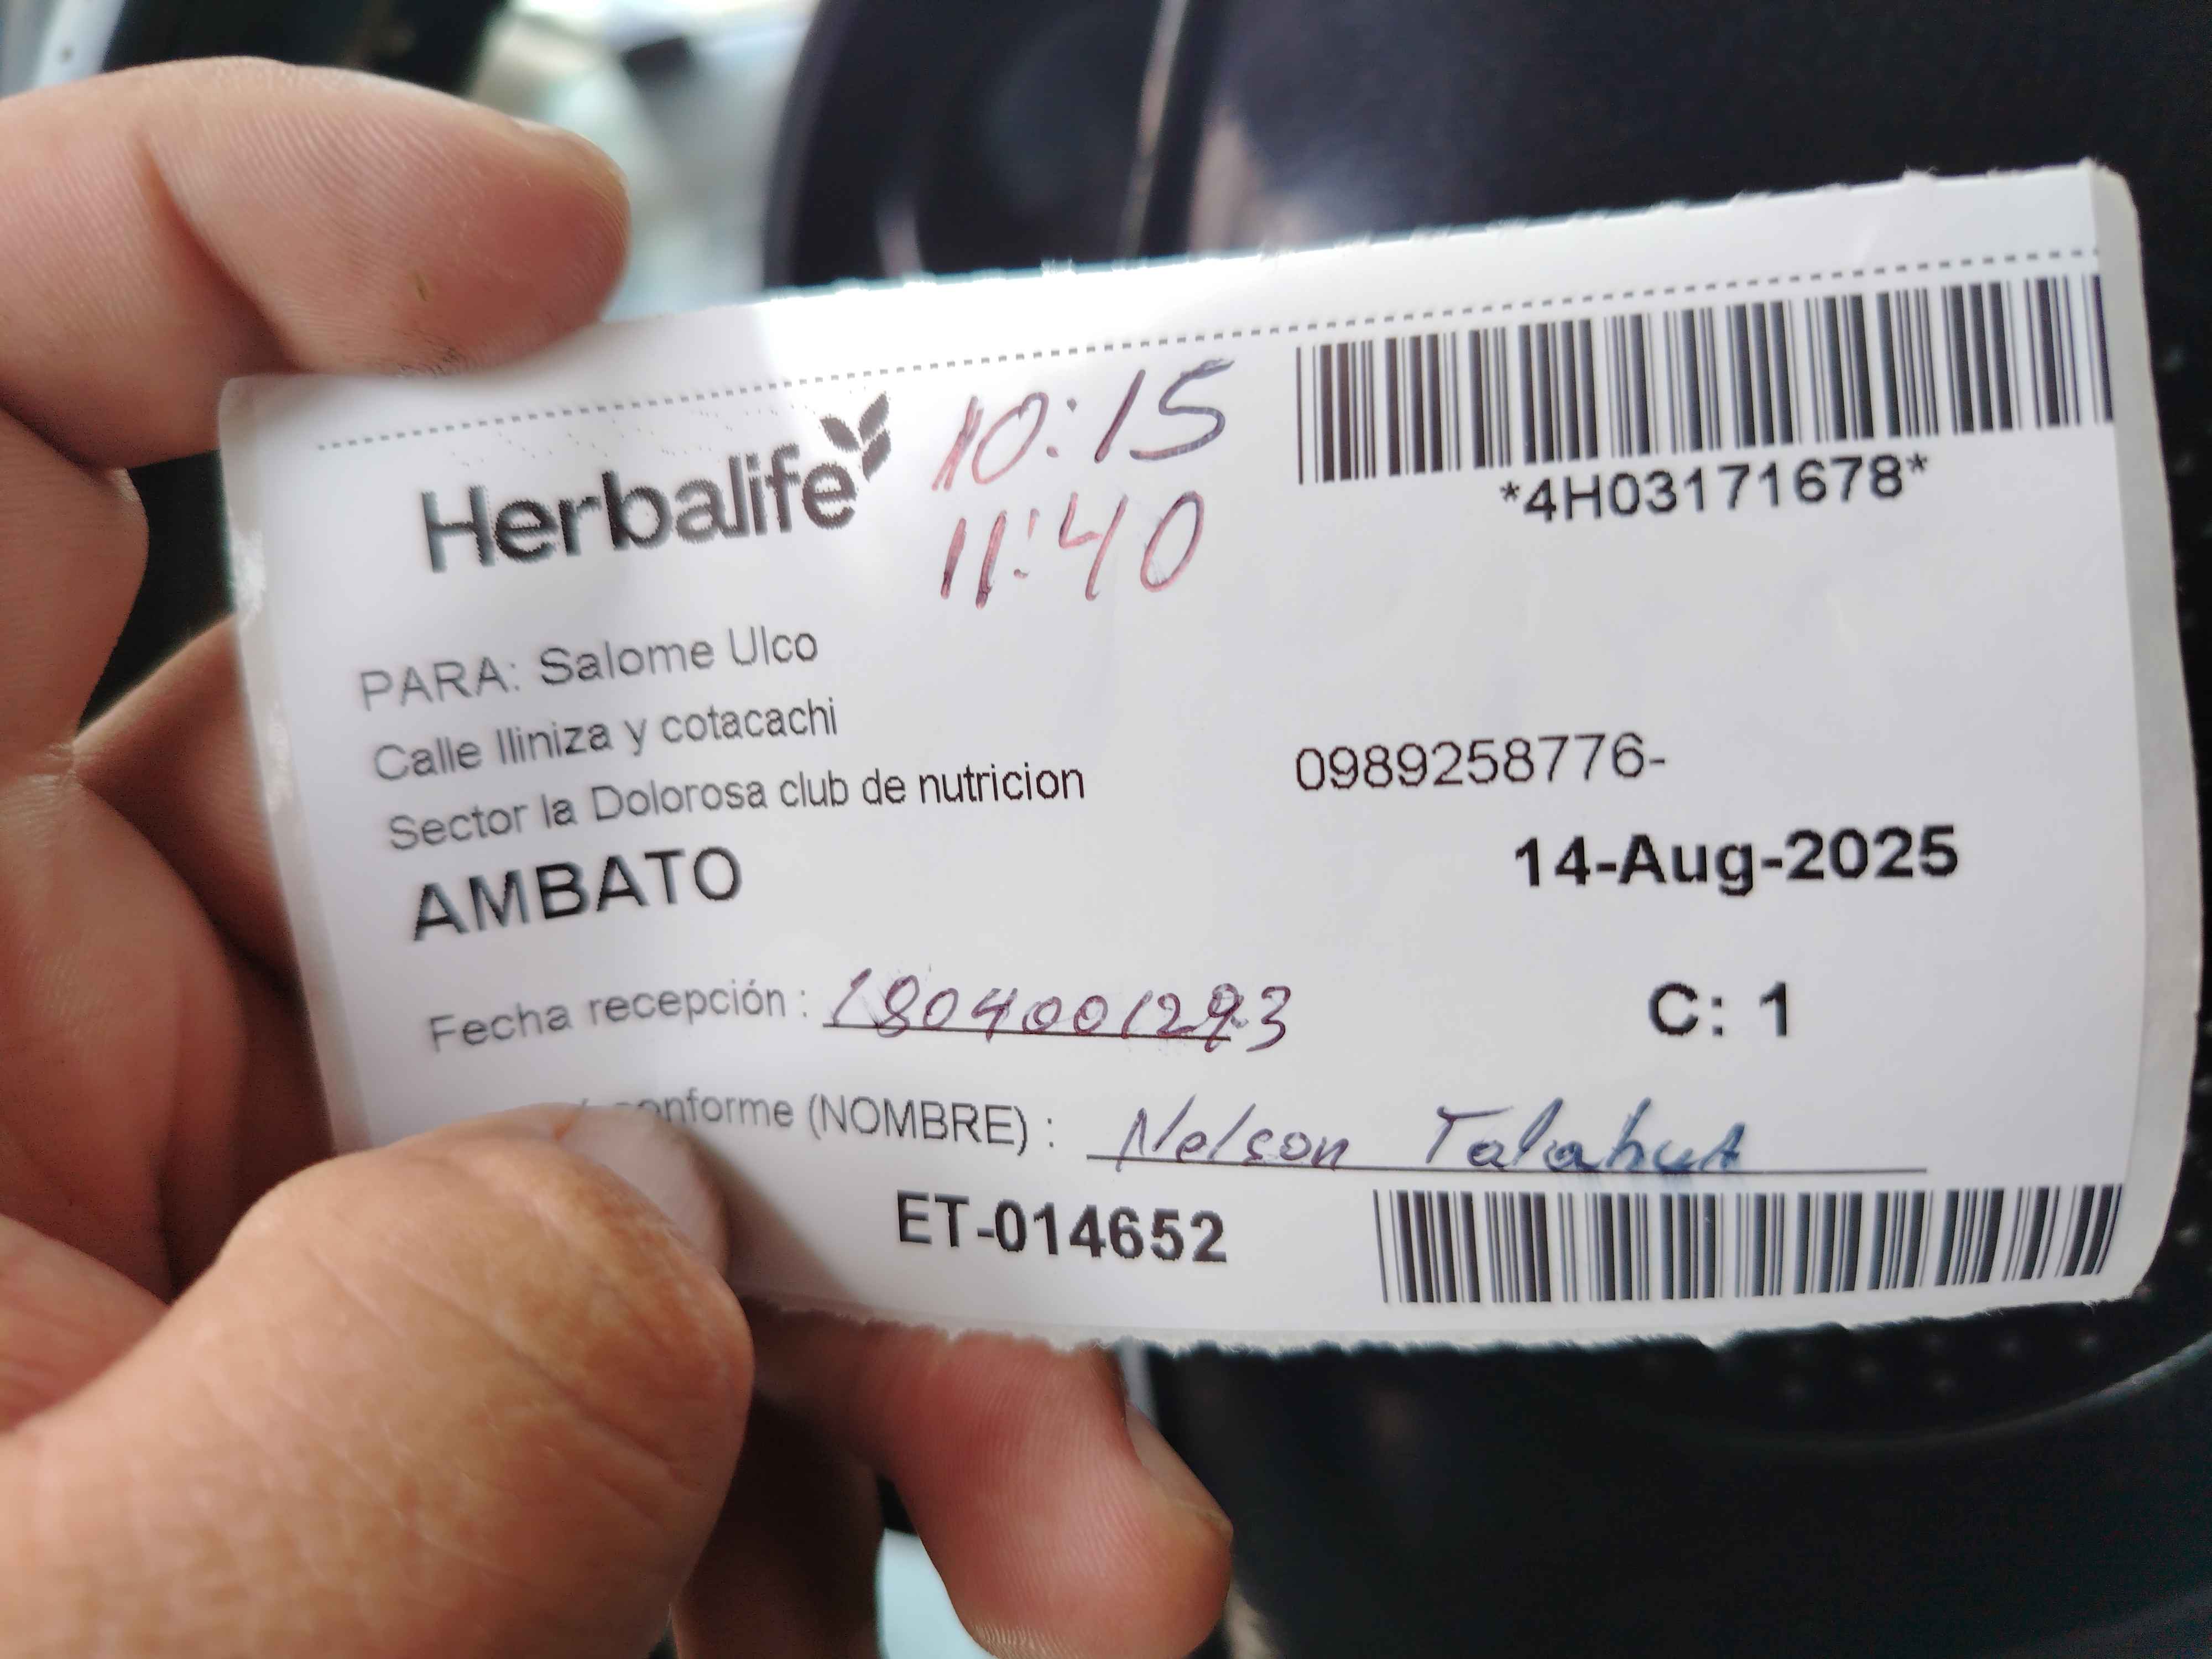 Herbalife
10:15
11:40
*4H03171678*
PARA: Salome Ulco
Calle Iliniza y cotacachi
Sector la Dolorosa club de nutricion
0989258776-
AMBATO
14-Aug-2025
Fecha recepción : 1804001293
C: 1
conforme (NOMBRE) : Nelson
ET-014652